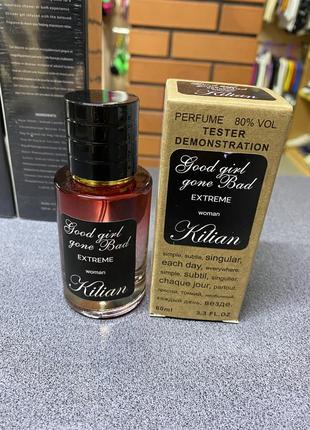 Good girl
gone Bad
EXTREME
woman
Kilian
PERFUME 80% VOL
TESTER
DEMONSTRATION
Good girl
gone Bad
EXTREME
woman
Kilian
simple, subtle, singular,
each day, everywhere.
simple, subtil, singulier,
chaque jour, partout.
простой, тонкий, необычный,
каждый день, везде.
60ml 3.3 FL.OZ
INGREDIENTS